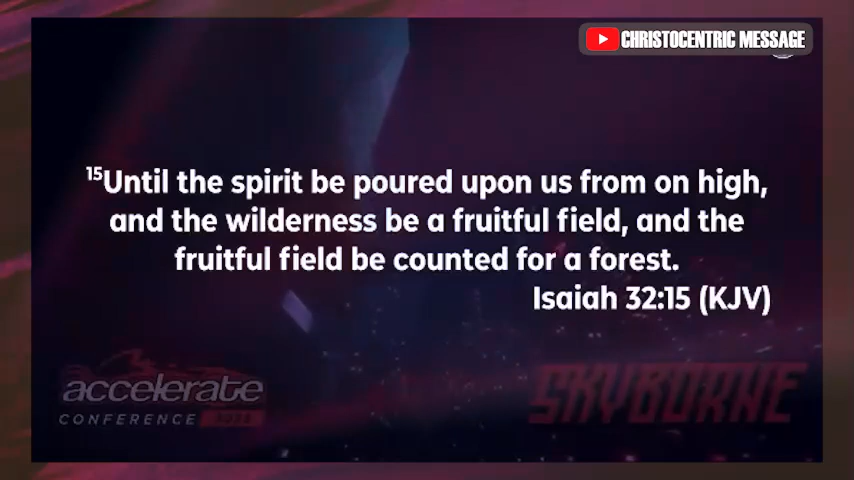 CHRISTOCENTRIC MESSAGE
15Until the spirit be poured upon us from on high,
and the wilderness be a fruitful field, and the
fruitful field be counted for a forest.
Isaiah 32:15 (KJV)
accelerate
CONFERENCE
SKYBORNE